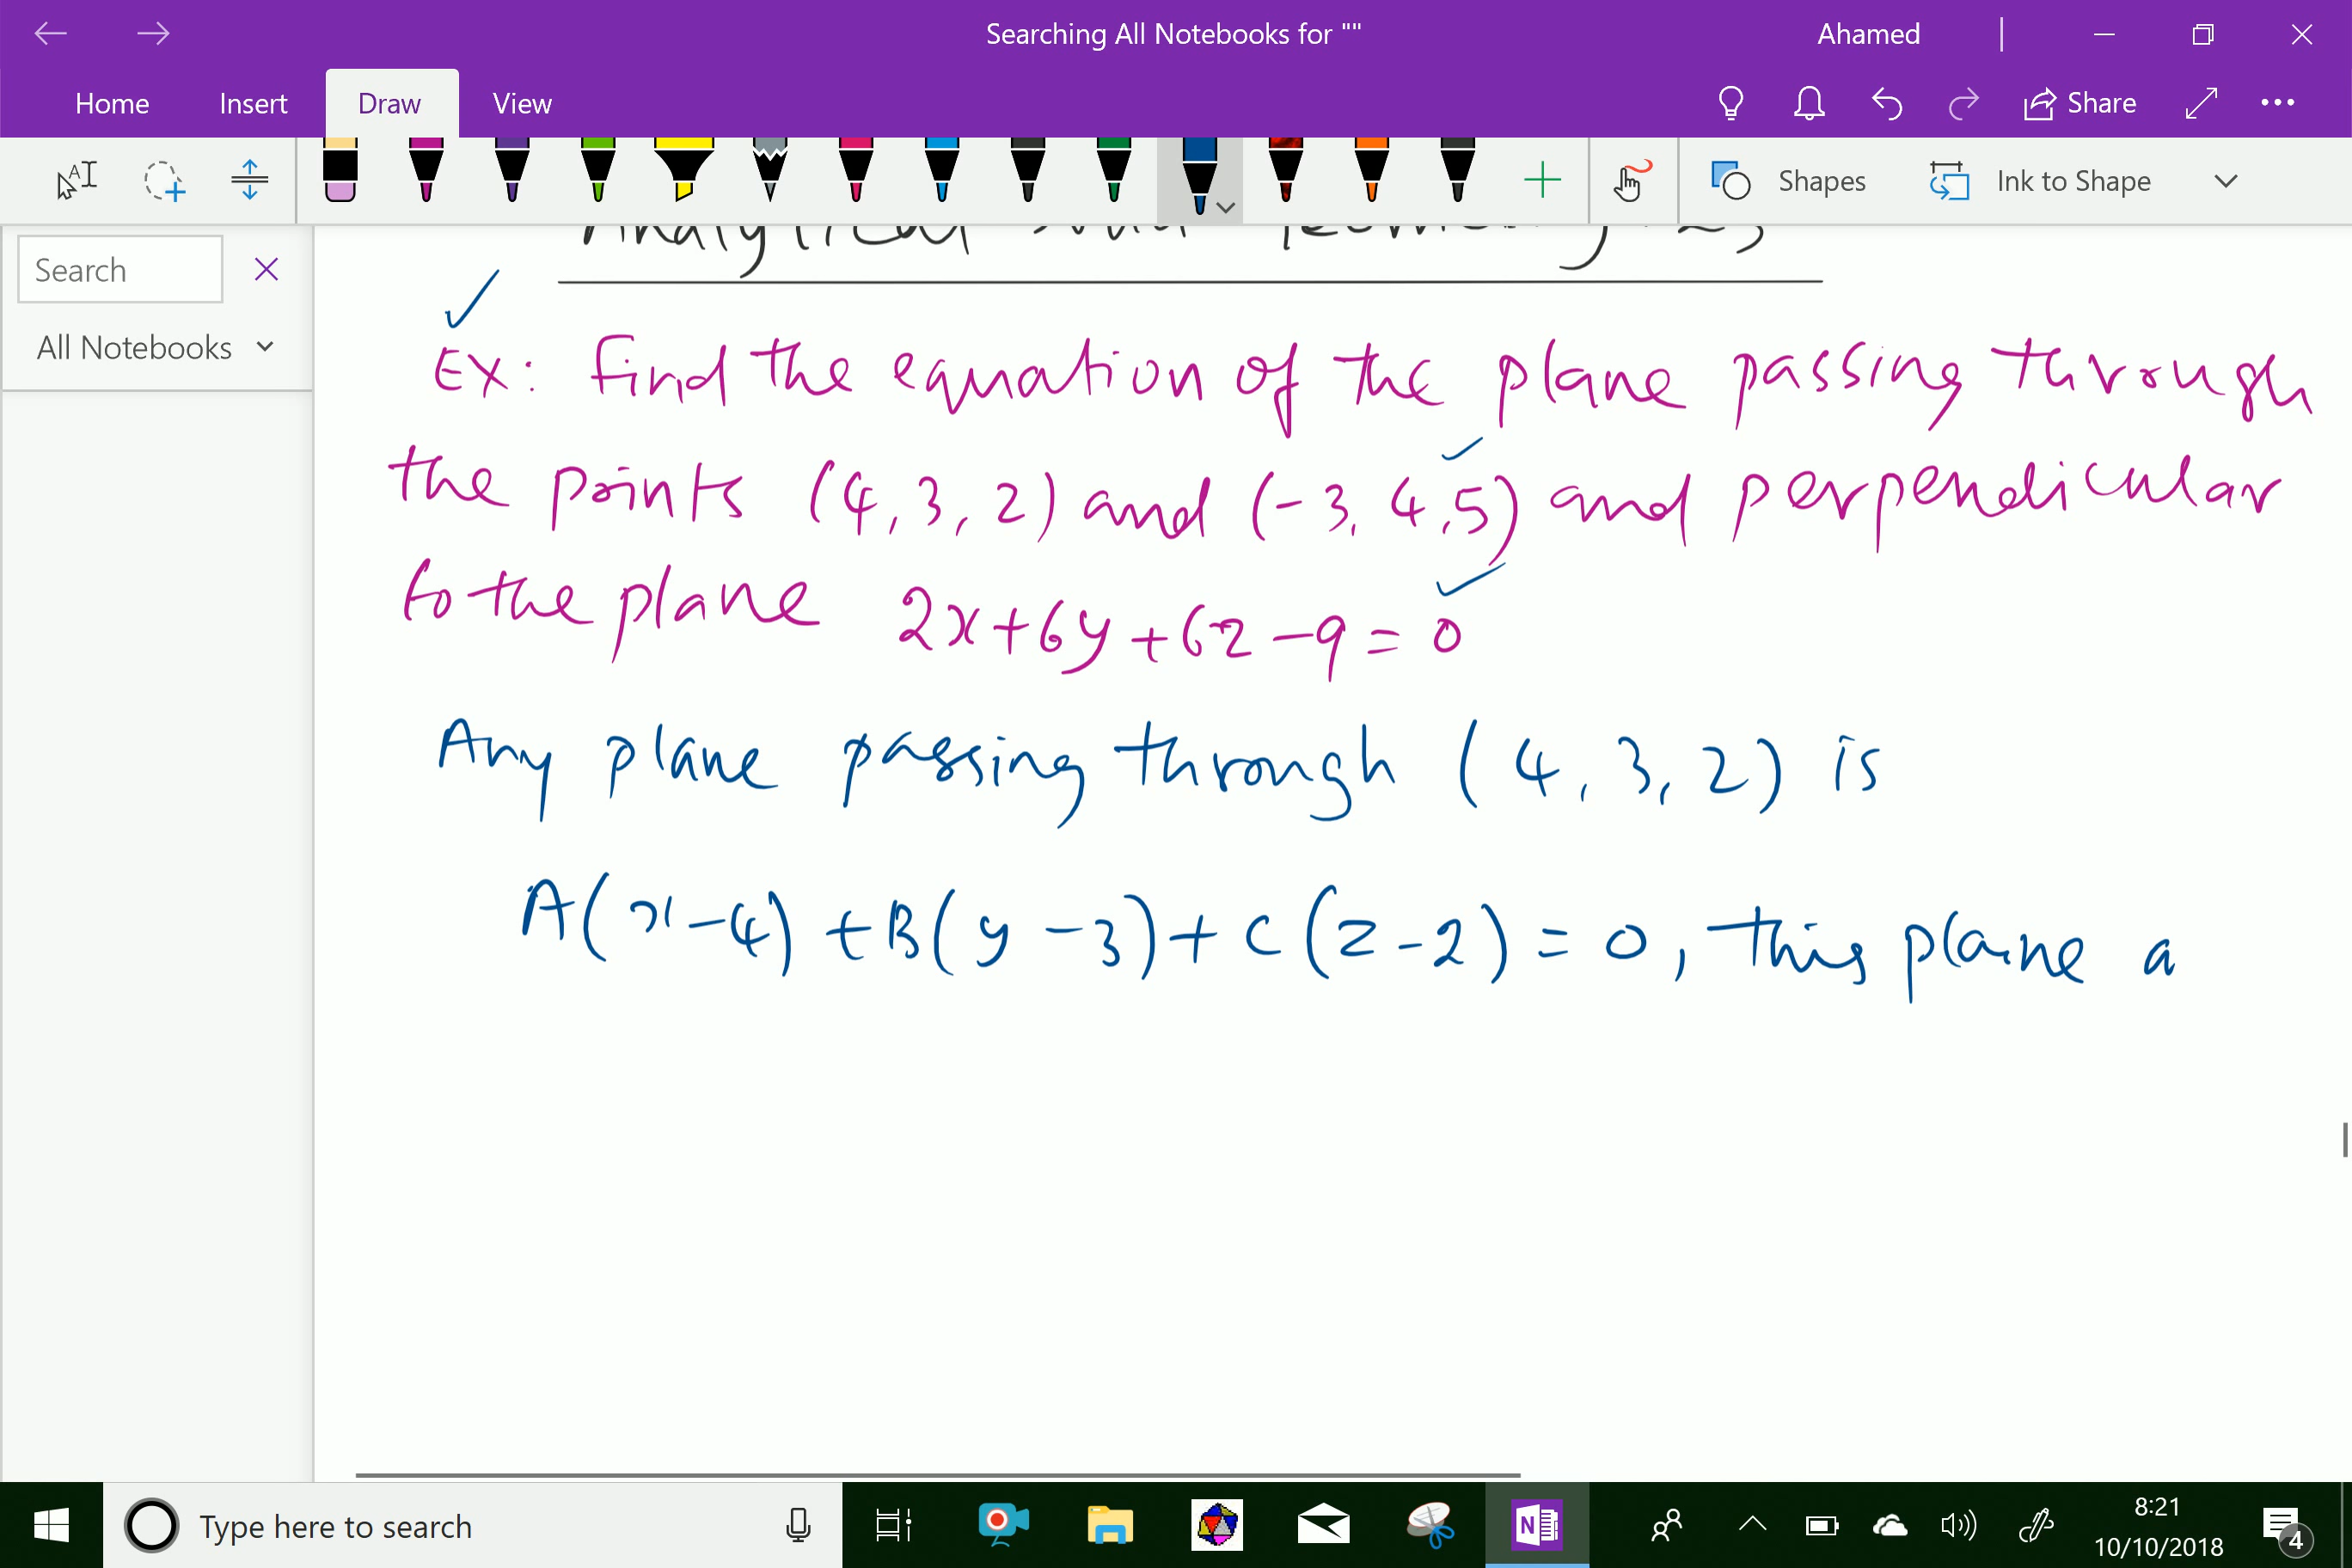 Searching All Notebooks for ""
Ahamed
Home Insert Draw View
Share
Shapes
Ink to Shape
Search
All Notebooks
Analytical Solid Geometry
EX: Find the equation of the plane passing through
the points (4, 3, 2) and (-3, 4, 5) and perpendicular
to the plane 2x+6y+6z-9=0
Any plane passing through (4, 3, 2) is
A(x-4)+B(y-3)+C(z-2)=0, this plane a
Type here to search
N
8:21
10/10/2018
4